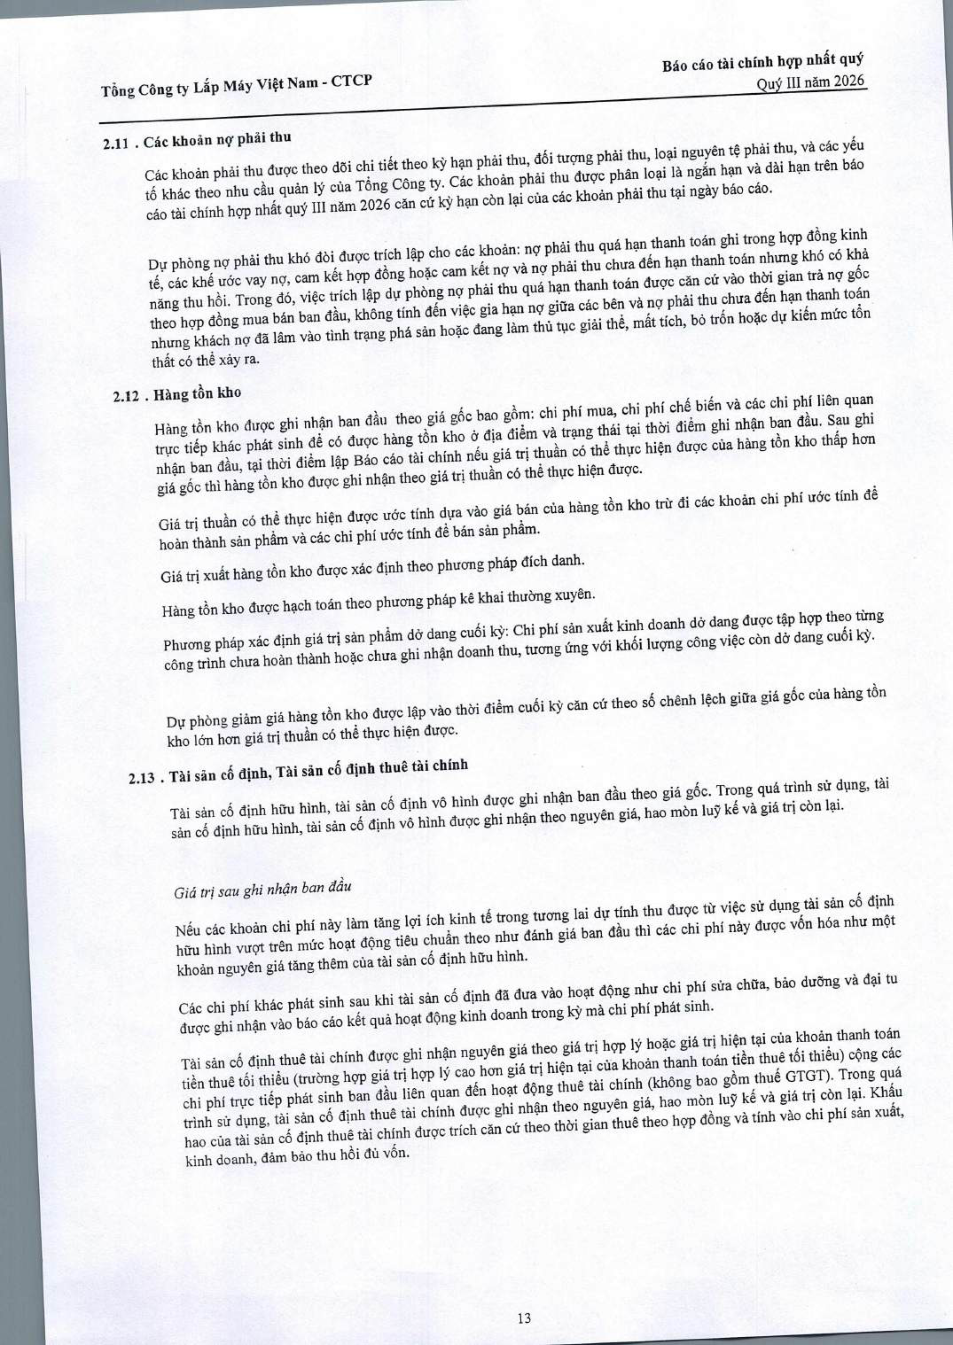 Tổng Công ty Lắp Máy Việt Nam - CTCP
Báo cáo tài chính hợp nhất quý
Quý III năm 2026
2.11 . Các khoản nợ phải thu
Các khoản phải thu được theo dõi chi tiết theo kỳ hạn phải thu, đối tượng phải thu, loại nguyên tệ phải thu, và các yếu
tố khác theo nhu cầu quản lý của Tổng Công ty. Các khoản phải thu được phân loại là ngắn hạn và dài hạn trên báo
cáo tài chính hợp nhất quý III năm 2026 căn cứ kỳ hạn còn lại của các khoản phải thu tại ngày báo cáo.
Dự phòng nợ phải thu khó đòi được trích lập cho các khoản: nợ phải thu quá hạn thanh toán ghi trong hợp đồng kinh
tế, các khế ước vay nợ, cam kết hợp đồng hoặc cam kết nợ và nợ phải thu chưa đến hạn thanh toán nhưng khó có khả
năng thu hồi. Trong đó, việc trích lập dự phòng nợ phải thu quá hạn thanh toán được căn cứ vào thời gian trả nợ gốc
theo hợp đồng mua bán ban đầu, không tính đến việc gia hạn nợ giữa các bên và nợ phải thu chưa đến hạn thanh toán
nhưng khách nợ đã lâm vào tình trạng phá sản hoặc đang làm thủ tục giải thể, mất tích, bỏ trốn hoặc dự kiến mức tổn
thất có thể xảy ra.
2.12 . Hàng tồn kho
Hàng tồn kho được ghi nhận ban đầu theo giá gốc bao gồm: chi phí mua, chi phí chế biến và các chi phí liên quan
trực tiếp khác phát sinh để có được hàng tồn kho ở địa điểm và trạng thái tại thời điểm ghi nhận ban đầu. Sau ghi
nhận ban đầu, tại thời điểm lập Báo cáo tài chính nếu giá trị thuần có thể thực hiện được của hàng tồn kho thấp hơn
giá gốc thì hàng tồn kho được ghi nhận theo giá trị thuần có thể thực hiện được.
Giá trị thuần có thể thực hiện được ước tính dựa vào giá bán của hàng tồn kho trừ đi các khoản chi phí ước tính để
hoàn thành sản phẩm và các chi phí ước tính để bán sản phẩm.
Giá trị xuất hàng tồn kho được xác định theo phương pháp đích danh.
Hàng tồn kho được hạch toán theo phương pháp kê khai thường xuyên.
Phương pháp xác định giá trị sản phẩm dở dang cuối kỳ: Chi phí sản xuất kinh doanh dở dang được tập hợp theo từng
công trình chưa hoàn thành hoặc chưa ghi nhận doanh thu, tương ứng với khối lượng công việc còn dở dang cuối kỳ.
Dự phòng giảm giá hàng tồn kho được lập vào thời điểm cuối kỳ căn cứ theo số chênh lệch giữa giá gốc của hàng tồn
kho lớn hơn giá trị thuần có thể thực hiện được.
2.13 . Tài sản cố định, Tài sản cố định thuê tài chính
Tài sản cố định hữu hình, tài sản cố định vô hình được ghi nhận ban đầu theo giá gốc. Trong quá trình sử dụng, tài
sản cố định hữu hình, tài sản cố định vô hình được ghi nhận theo nguyên giá, hao mòn luỹ kế và giá trị còn lại.
Giá trị sau ghi nhận ban đầu
Nếu các khoản chi phí này làm tăng lợi ích kinh tế trong tương lai dự tính thu được từ việc sử dụng tài sản cố định
hữu hình vượt trên mức hoạt động tiêu chuẩn theo như đánh giá ban đầu thì các chi phí này được vốn hóa như một
khoản nguyên giá tăng thêm của tài sản cố định hữu hình.
Các chi phí khác phát sinh sau khi tài sản cố định đã đưa vào hoạt động như chi phí sửa chữa, bảo dưỡng và đại tu
được ghi nhận vào báo cáo kết quả hoạt động kinh doanh trong kỳ mà chi phí phát sinh.
Tài sản cố định thuê tài chính được ghi nhận nguyên giá theo giá trị hợp lý hoặc giá trị hiện tại của khoản thanh toán
tiền thuê tối thiểu (trường hợp giá trị hợp lý cao hơn giá trị hiện tại của khoản thanh toán tiền thuê tối thiểu) cộng các
chi phí trực tiếp phát sinh ban đầu liên quan đến hoạt động thuê tài chính (không bao gồm thuế GTGT). Trong quá
trình sử dụng, tài sản cố định thuê tài chính được ghi nhận theo nguyên giá, hao mòn luỹ kế và giá trị còn lại. Khấu
hao của tài sản cố định thuê tài chính được trích căn cứ theo thời gian thuê theo hợp đồng và tính vào chi phí sản xuất,
kinh doanh, đảm bảo thu hồi đủ vốn.
13